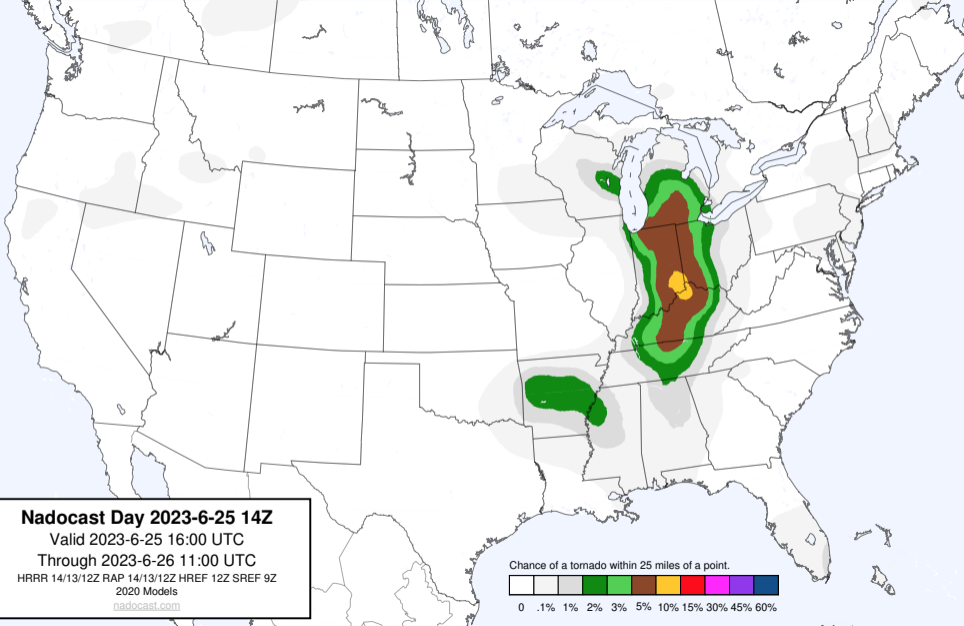 Nadocast Day 2023-6-25 14Z
Valid 2023-6-25 16:00 UTC
Through 2023-6-26 11:00 UTC
HRRR 14/13/12Z RAP 14/13/12Z HREF 12Z SREF 9Z
2020 Models
nadocast.com
Chance of a tornado within 25 miles of a point.
0 .1% 1% 2% 3% 5% 10% 15% 30% 45% 60%